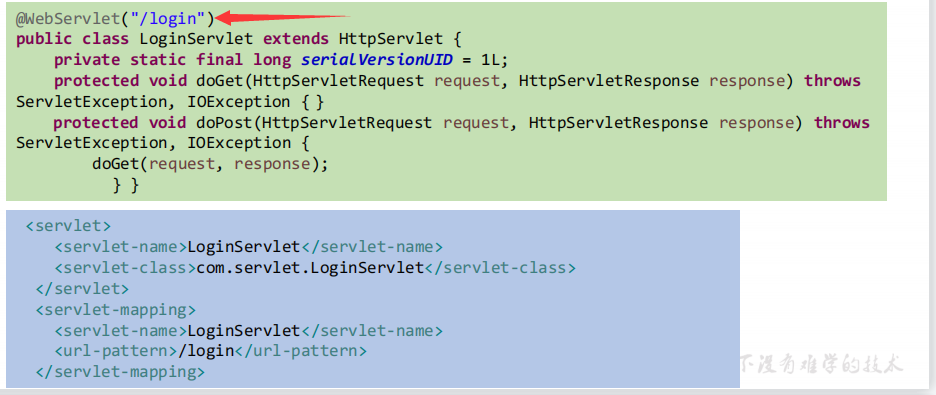 @WebServlet("/login")
public class LoginServlet extends HttpServlet {
private static final long serialVersionUID = 1L;
protected void doGet(HttpServletRequest request, HttpServletResponse response) throws
ServletException, IOException { }
protected void doPost(HttpServletRequest request, HttpServletResponse response) throws
ServletException, IOException {
doGet(request, response);
} }
<servlet>
<servlet-name>LoginServlet</servlet-name>
<servlet-class>com.servlet.LoginServlet</servlet-class>
</servlet>
<servlet-mapping>
<servlet-name>LoginServlet</servlet-name>
<url-pattern>/login</url-pattern>
</servlet-mapping>
下没有难学的技术